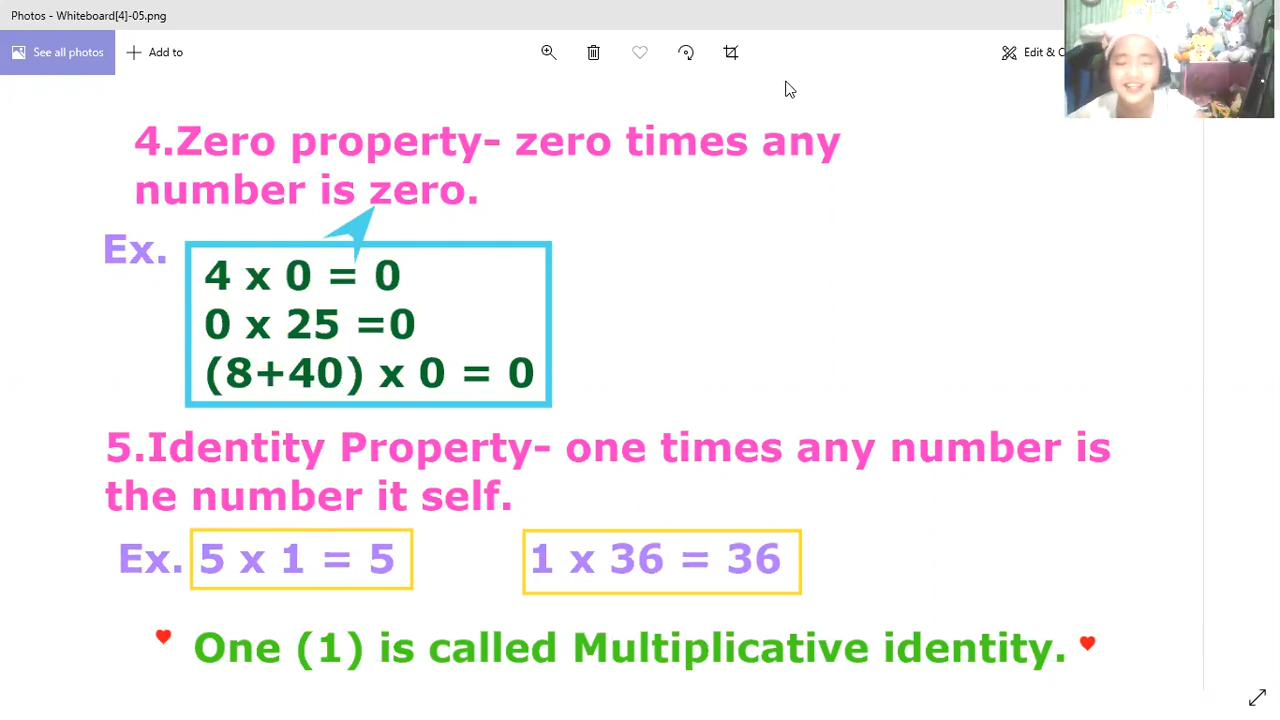 Photos - Whiteboard[4]-05.png
See all photos
Add to
Edit & C
4.Zero property- zero times any
number is zero.
Ex.
4 x 0 = 0
0 x 25 =0
(8+40) x 0 = 0
5.Identity Property- one times any number is
the number it self.
Ex. 5 x 1 = 5 1 x 36 = 36
One (1) is called Multiplicative identity.